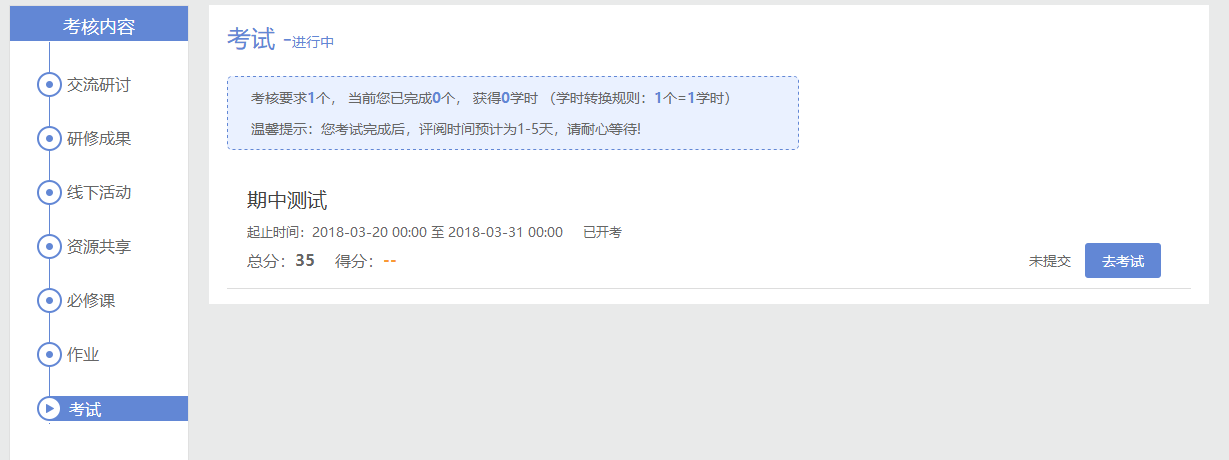 考核内容
交流研讨
研修成果
线下活动
资源共享
必修课
作业
考试
考试 -进行中
考核要求1个， 当前您已完成0个， 获得0学时 （学时转换规则：1个=1学时）
温馨提示：您考试完成后，评阅时间预计为1-5天，请耐心等待!
期中测试
起止时间：2018-03-20 00:00 至 2018-03-31 00:00 已开考
总分：35 得分：-- 未提交 去考试